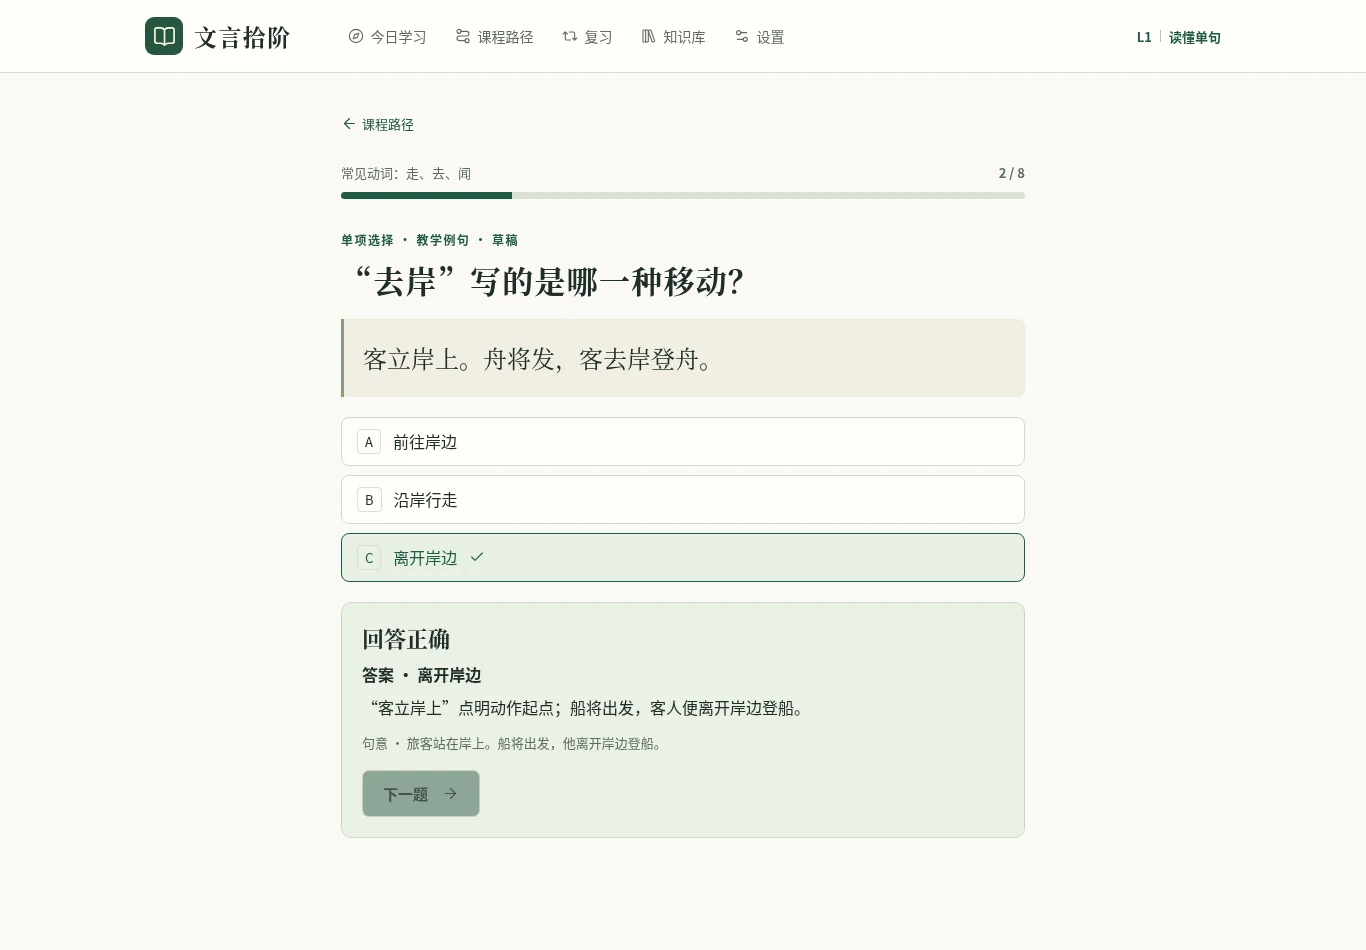 文言拾阶
今日学习
课程路径
复习
知识库
设置
L1 读懂单句
课程路径
常见动词：走、去、闻
2 / 8
单项选择 · 教学例句 · 草稿
“去岸”写的是哪一种移动？
客立岸上。舟将发，客去岸登舟。
A 前往岸边
B 沿岸行走
C 离开岸边
回答正确
答案 · 离开岸边
“客立岸上”点明动作起点；船将出发，客人便离开岸边登船。
句意 · 旅客站在岸上。船将出发，他离开岸边登船。
下一题